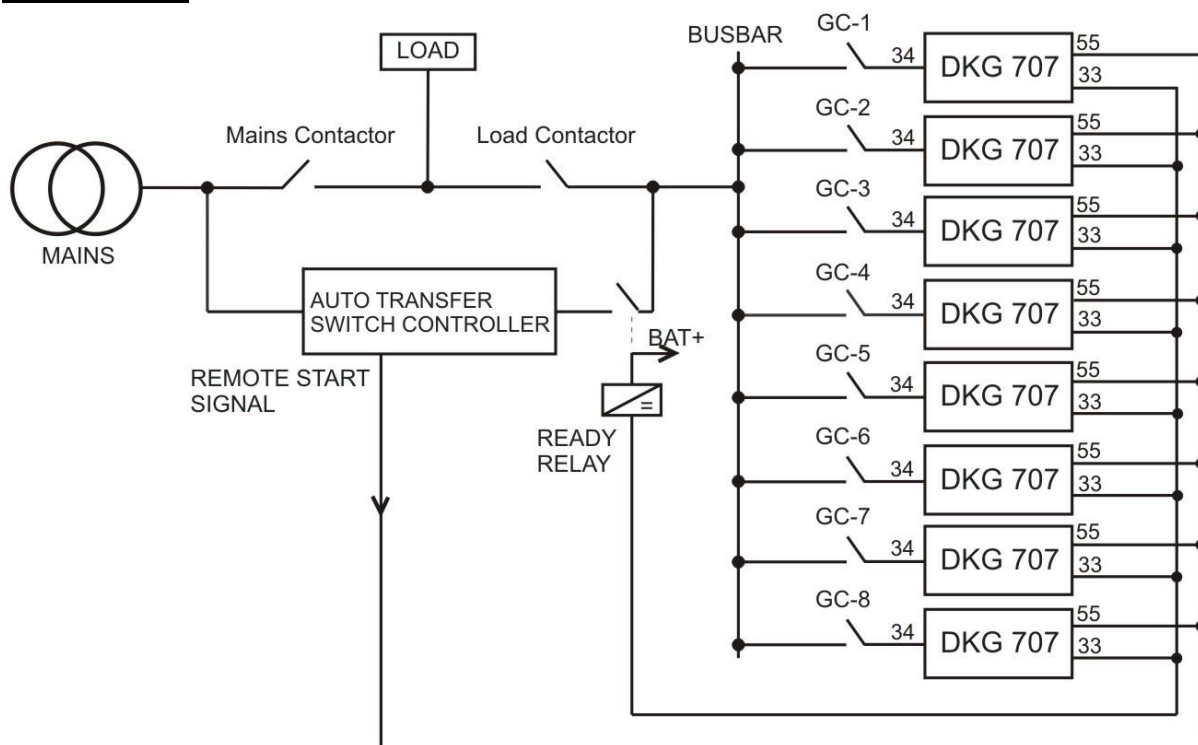 LOAD
BUSBAR
Mains Contactor
Load Contactor
MAINS
AUTO TRANSFER
SWITCH CONTROLLER
BAT+
REMOTE START
SIGNAL
=
READY
RELAY
GC-1
34
DKG 707
55
33
GC-2
34
DKG 707
55
33
GC-3
34
DKG 707
55
33
GC-4
34
DKG 707
55
33
GC-5
34
DKG 707
55
33
GC-6
34
DKG 707
55
33
GC-7
34
DKG 707
55
33
GC-8
34
DKG 707
55
33